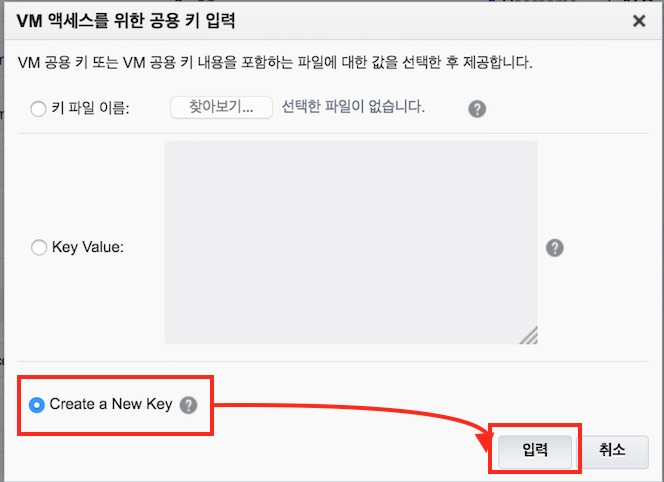 VM 액세스를 위한 공용 키 입력
VM 공용 키 또는 VM 공용 키 내용을 포함하는 파일에 대한 값을 선택한 후 제공합니다.
키 파일 이름: 찾아보기... 선택한 파일이 없습니다. ?
Key Value: ?
Create a New Key ?
입력 취소